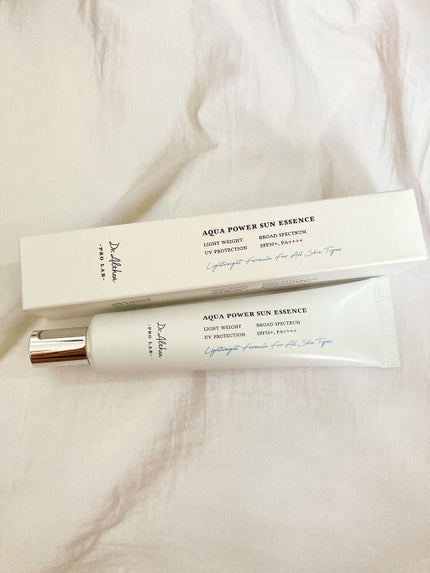 AQUA POWER SUN ESSENCE
LIGHT WEIGHT BROAD SPECTRUM
UV PROTECTION SPF50+, PA++++
Lightweight Formula For All Skin Types
Dr.Althea
-PRO LAB-
AQUA POWER SUN ESSENCE
LIGHT WEIGHT BROAD SPECTRUM
UV PROTECTION SPF50+, PA++++
Lightweight Formula For All Skin Types
Dr.Althea
-PRO LAB-